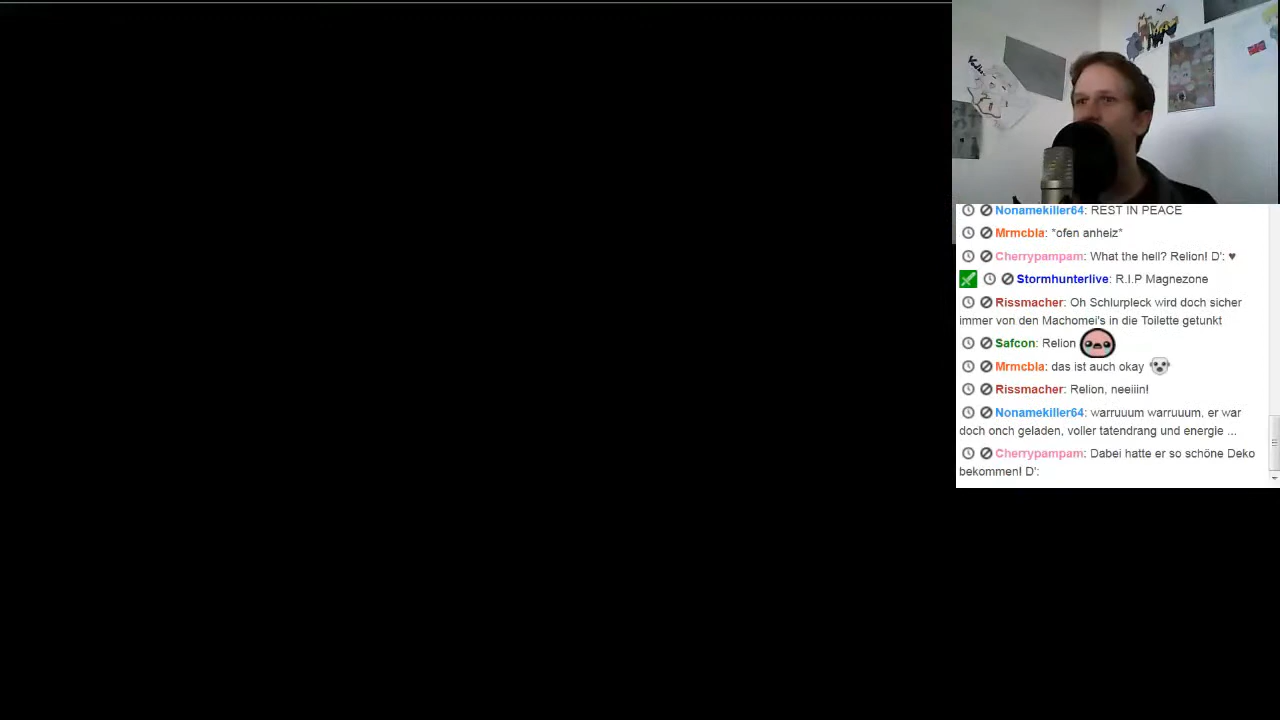 Nonamekiller64: REST IN PEACE
Mrmcbla: *ofen anheiz*
Cherrypampam: What the hell? Relion! D': ♥
Stormhunterlive: R.I.P Magnezone
Rissmacher: Oh Schlurpleck wird doch sicher
immer von den Machomei's in die Toilette getunkt
Safcon: Relion
Mrmcbla: das ist auch okay
Rissmacher: Relion, neeiiin!
Nonamekiller64: warruuum warruuum, er war
doch onch geladen, voller tatendrang und energie ...
Cherrypampam: Dabei hatte er so schöne Deko
bekommen! D':